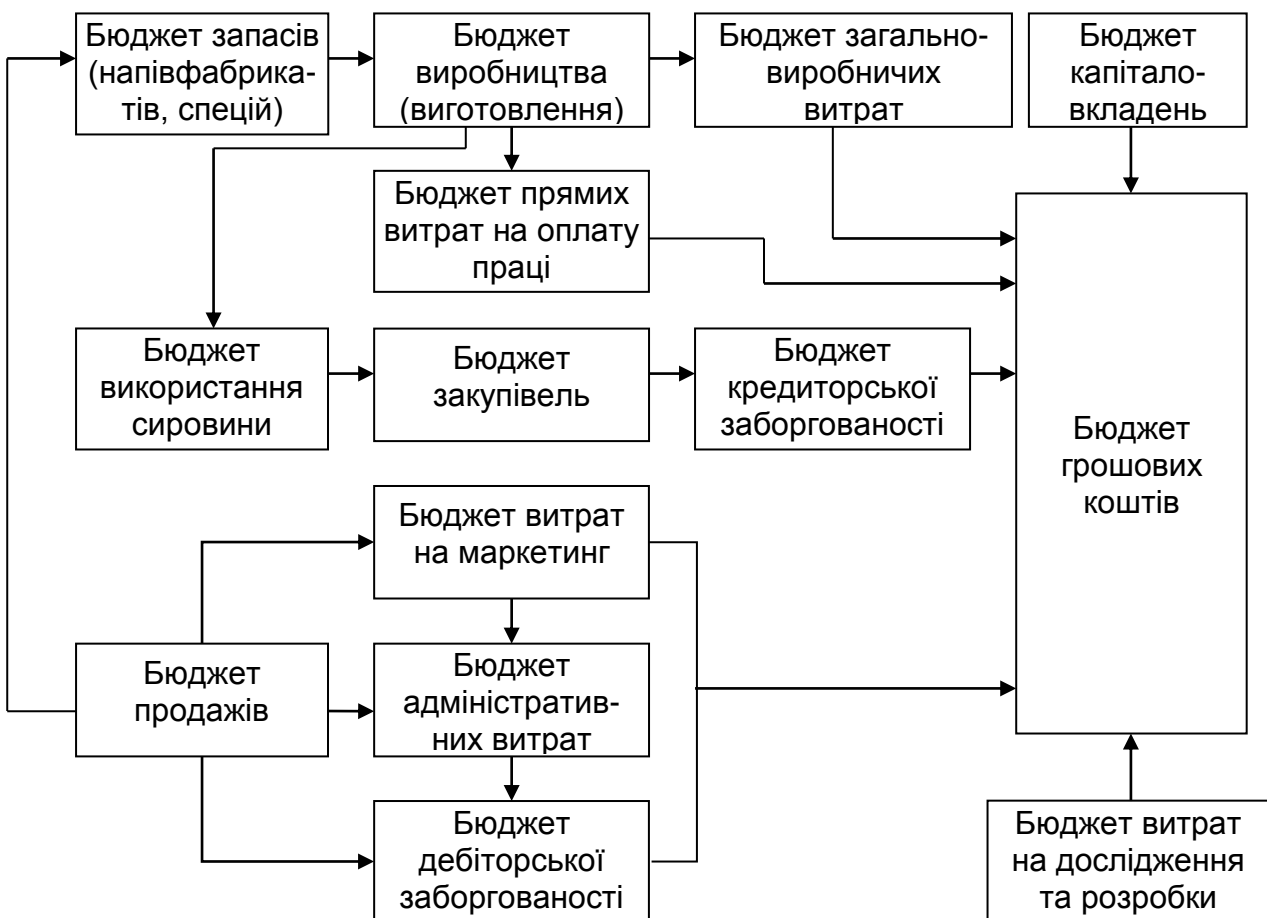 Бюджет запасів
(напівфабрика-
тів, спецій)
Бюджет
виробництва
(виготовлення)
Бюджет загально-
виробничих
витрат
Бюджет
капітало-
вкладень
Бюджет прямих
витрат на оплату
праці
Бюджет
використання
сировини
Бюджет
закупівель
Бюджет
кредиторської
заборгованості
Бюджет
грошових
коштів
Бюджет витрат
на маркетинг
Бюджет
продажів
Бюджет
адміністратив-
них витрат
Бюджет
дебіторської
заборгованості
Бюджет витрат
на дослідження
та розробки